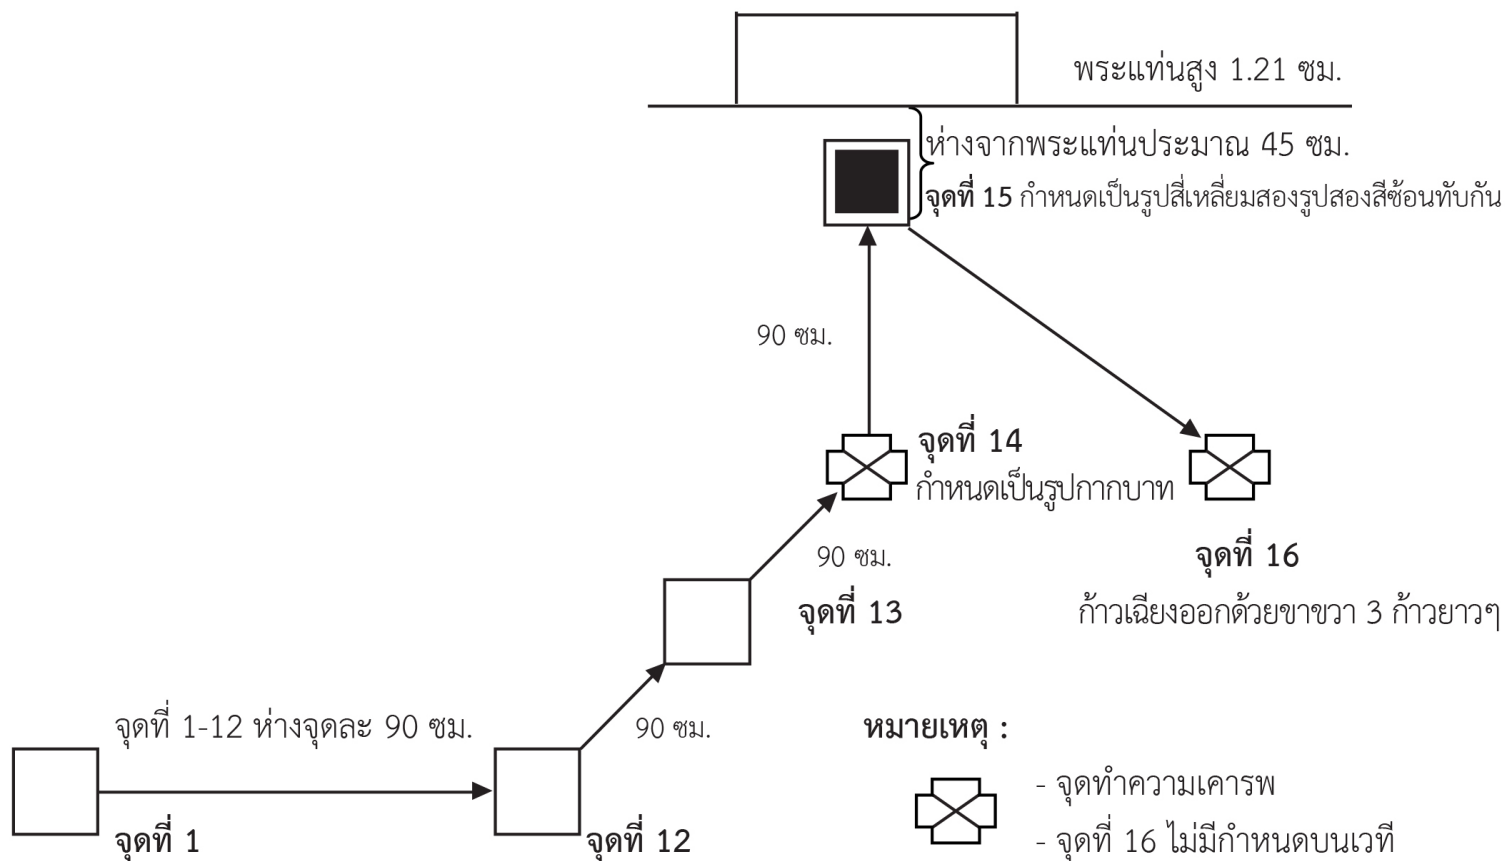 พระแท่นสูง 1.21 ซม.
ห่างจากพระแท่นประมาณ 45 ซม.
จุดที่ 15 กำหนดเป็นรูปสี่เหลี่ยมสองรูปสองสีซ้อนทับกัน
90 ซม.
จุดที่ 14
กำหนดเป็นรูปกากบาท
90 ซม.
จุดที่ 16
จุดที่ 13
ก้าวเฉียงออกด้วยขาขวา 3 ก้าวยาวๆ
จุดที่ 1-12 ห่างจุดละ 90 ซม.
90 ซม.
จุดที่ 1
จุดที่ 12
หมายเหตุ :
- จุดทำความเคารพ
- จุดที่ 16 ไม่มีกำหนดบนเวที